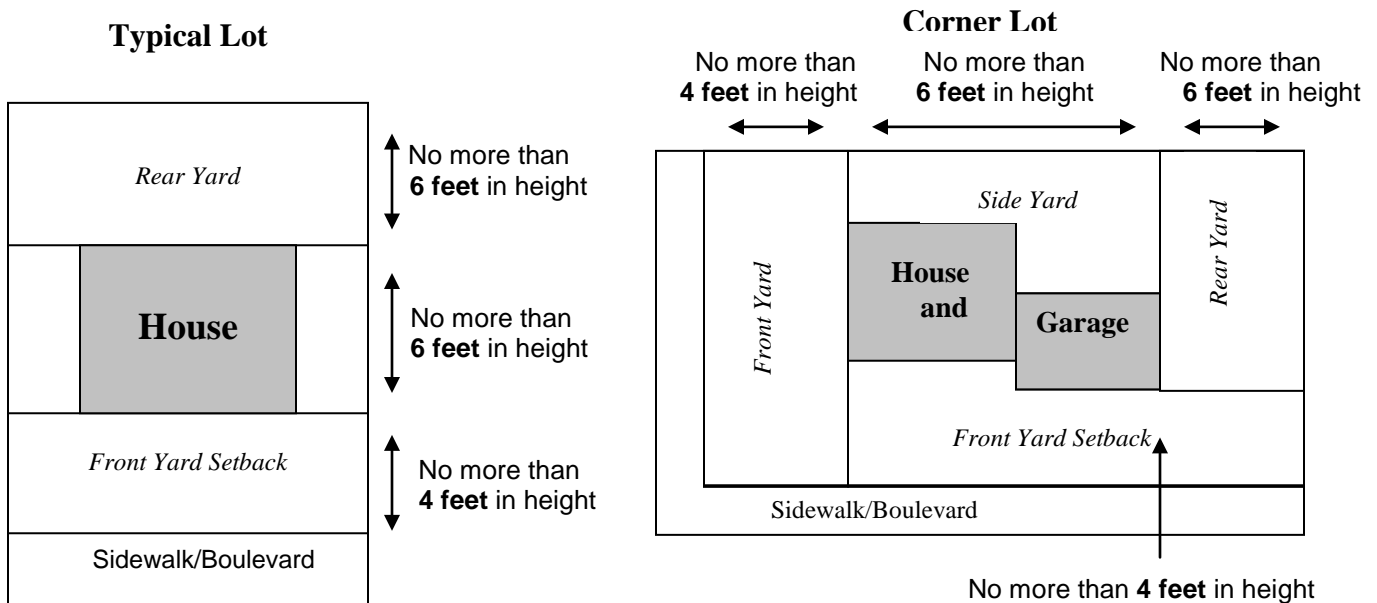 Typical Lot
Rear Yard
No more than
6 feet in height
House
No more than
6 feet in height
Front Yard Setback
No more than
4 feet in height
Sidewalk/Boulevard
Corner Lot
No more than
4 feet in height
No more than
6 feet in height
No more than
6 feet in height
Front Yard
Side Yard
House
and
Garage
Rear Yard
Front Yard Setback
Sidewalk/Boulevard
No more than 4 feet in height